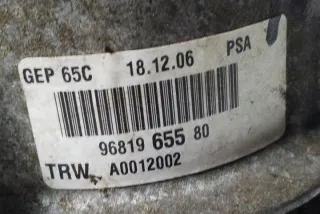 GEP 65C 18.12.06 PSA
96819 655 80
TRW A0012002